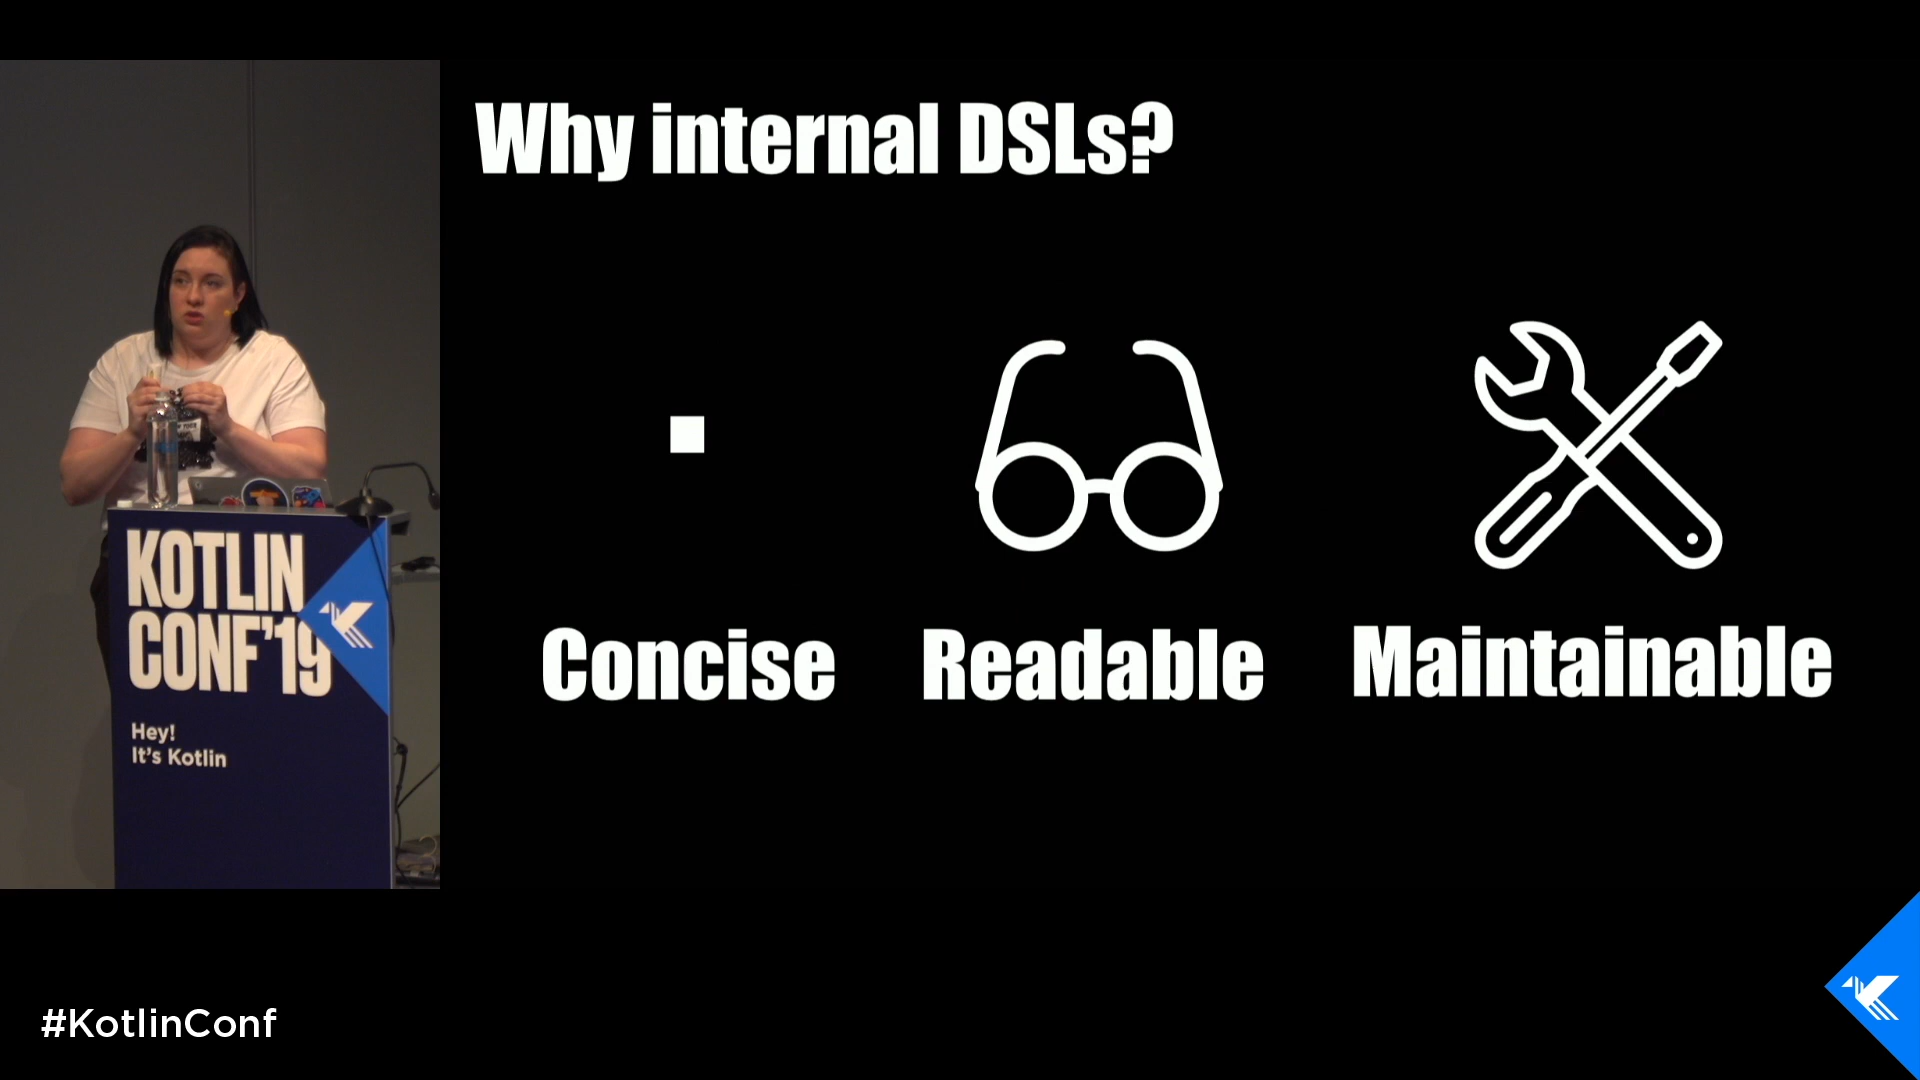 Why internal DSLs?
Concise
Readable
Maintainable
KOTLIN
CONF'19
Hey!
It's Kotlin
#KotlinConf